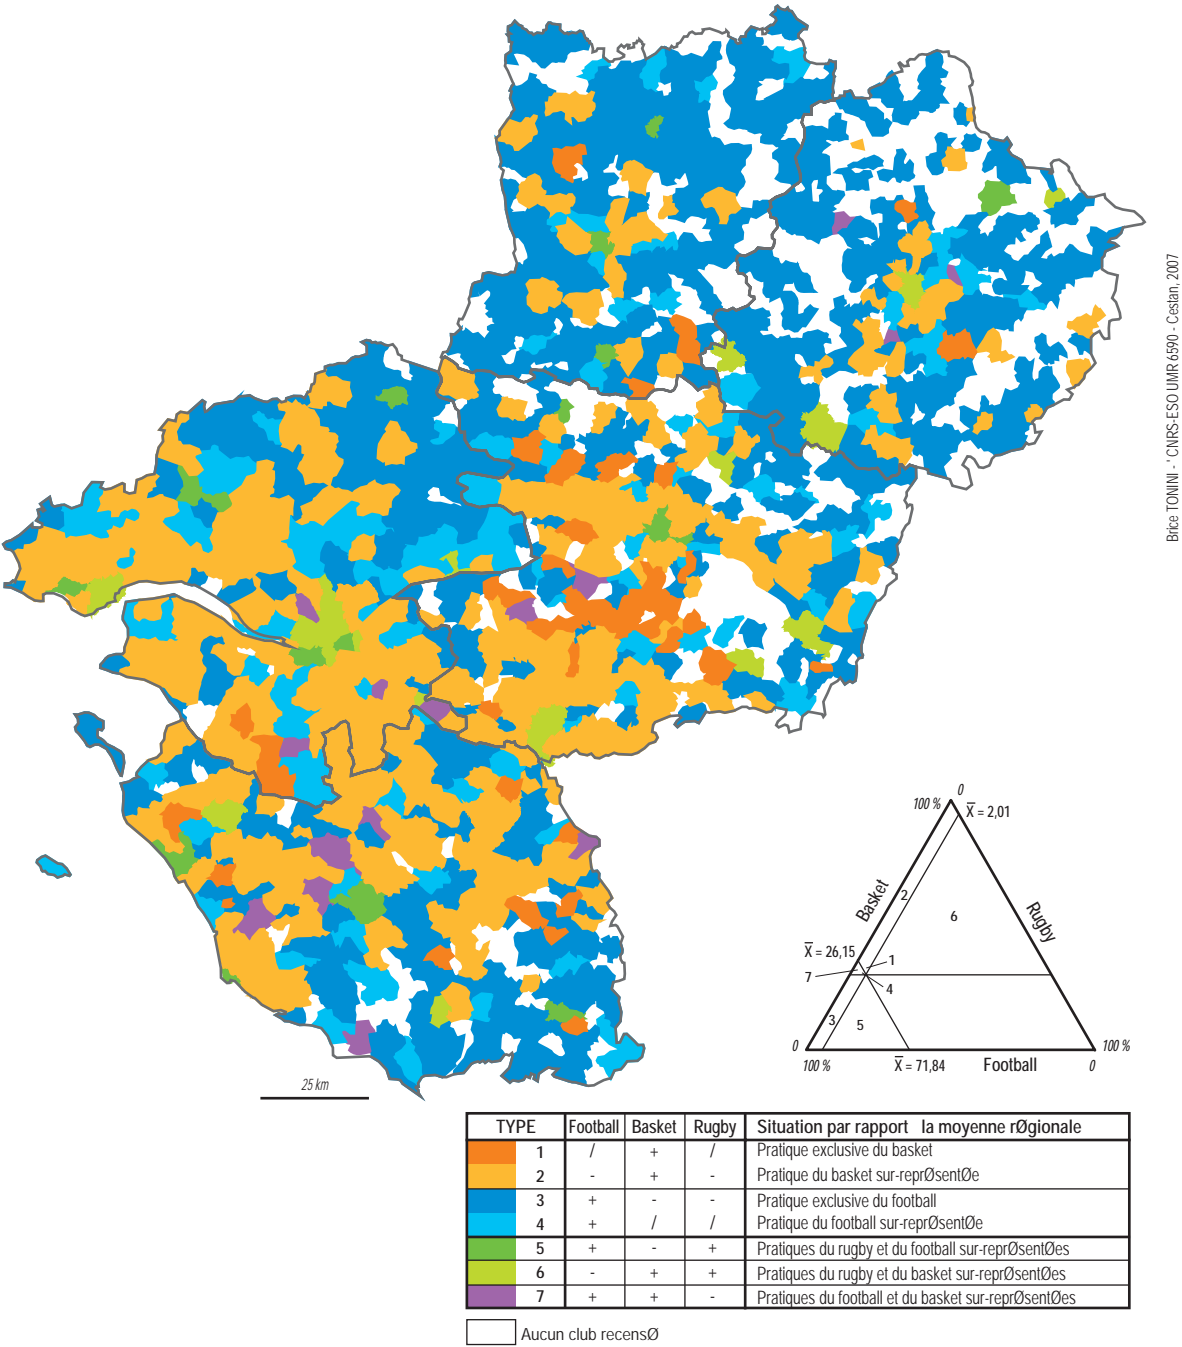 Brice TONINI - ' CNRS-ESO UMR 6590 - Cestan, 2007
0
100 %
X̅ = 2,01
Basket
2
Rugby
6
X̅ = 26,15
1
7
4
3
5
0
100 %
100 %
X̅ = 71,84
Football
0
25 km
TYPE Football Basket Rugby Situation par rapport la moyenne rØgionale
1 / + / Pratique exclusive du basket
2 - + - Pratique du basket sur-reprØsentØe
3 + - - Pratique exclusive du football
4 + / / Pratique du football sur-reprØsentØe
5 + - + Pratiques du rugby et du football sur-reprØsentØes
6 - + + Pratiques du rugby et du basket sur-reprØsentØes
7 + + - Pratiques du football et du basket sur-reprØsentØes
Aucun club recensØ